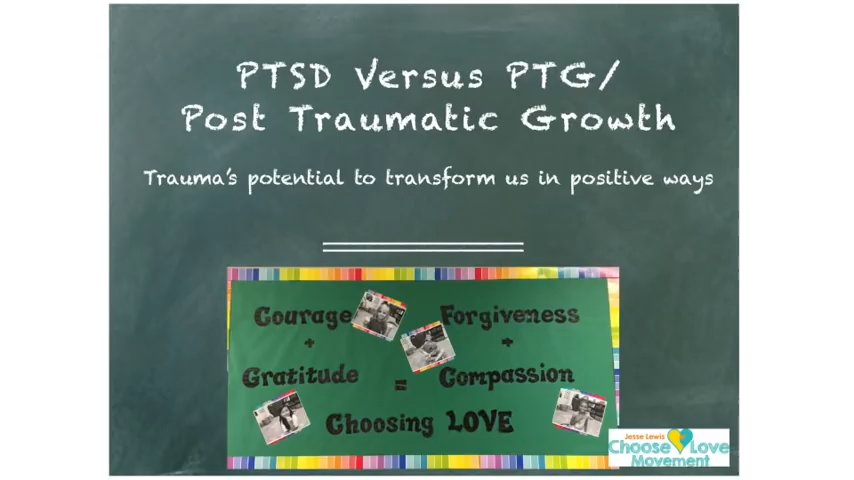 PTSD Versus PTG/
Post Traumatic Growth
Trauma's potential to transform us in positive ways
Courage
+
Gratitude
=
Forgiveness
+
Compassion
Choosing LOVE
Jesse Lewis
Choose Love
Movement